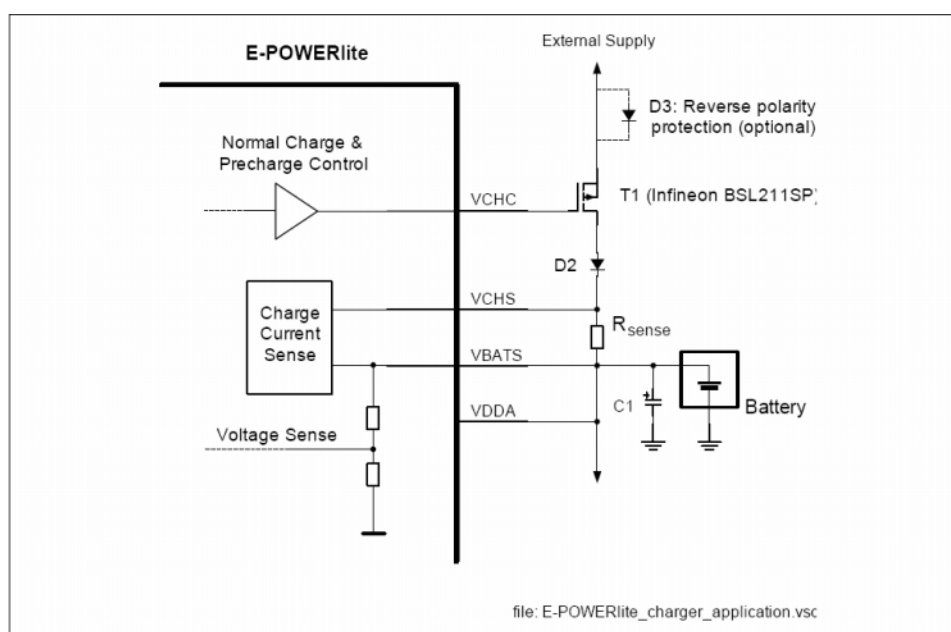 E-POWERlite
External Supply
D3: Reverse polarity
protection (optional)
Normal Charge &
Precharge Control
VCHC
T1 (Infineon BSL211SP)
D2
VCHS
Charge
Current
Sense
Rsense
VBATS
C1
Battery
VDDA
Voltage Sense
file: E-POWERlite_charger_application.vsd